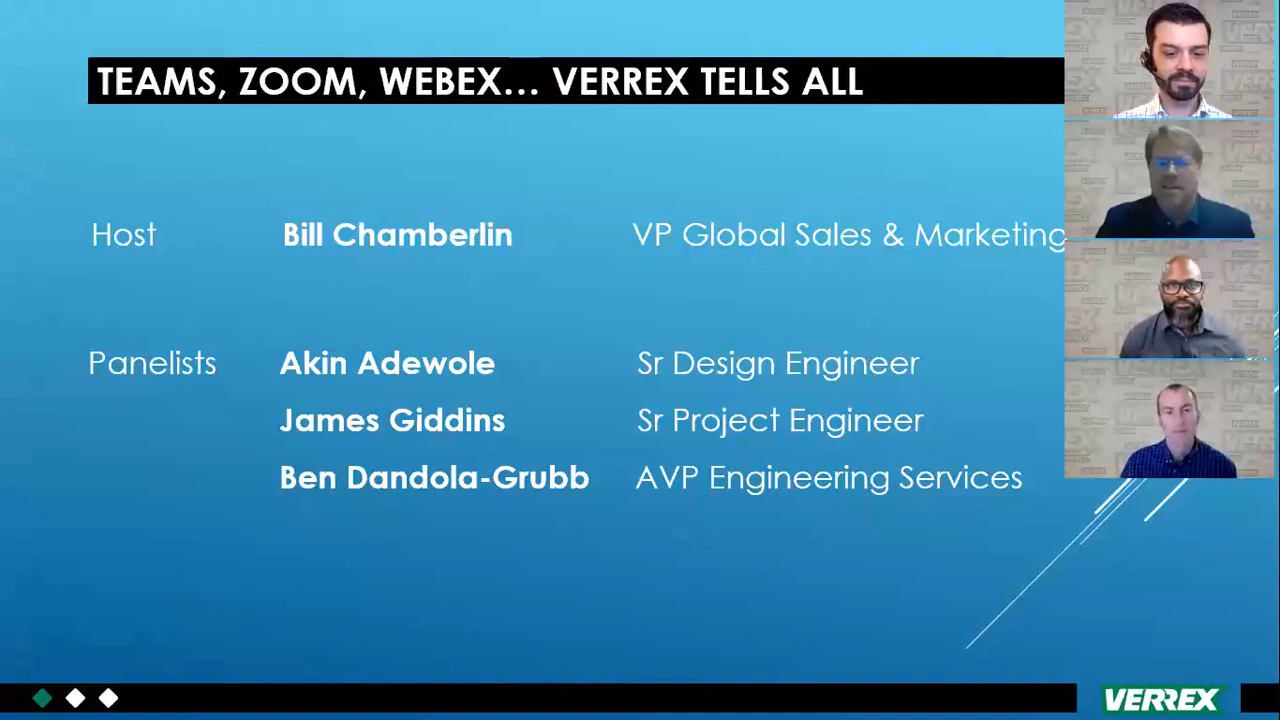 TEAMS, ZOOM, WEBEX... VERREX TELLS ALL
Host Bill Chamberlin VP Global Sales & Marketing
Panelists Akin Adewole Sr Design Engineer
James Giddins Sr Project Engineer
Ben Dandola-Grubb AVP Engineering Services
VERREX